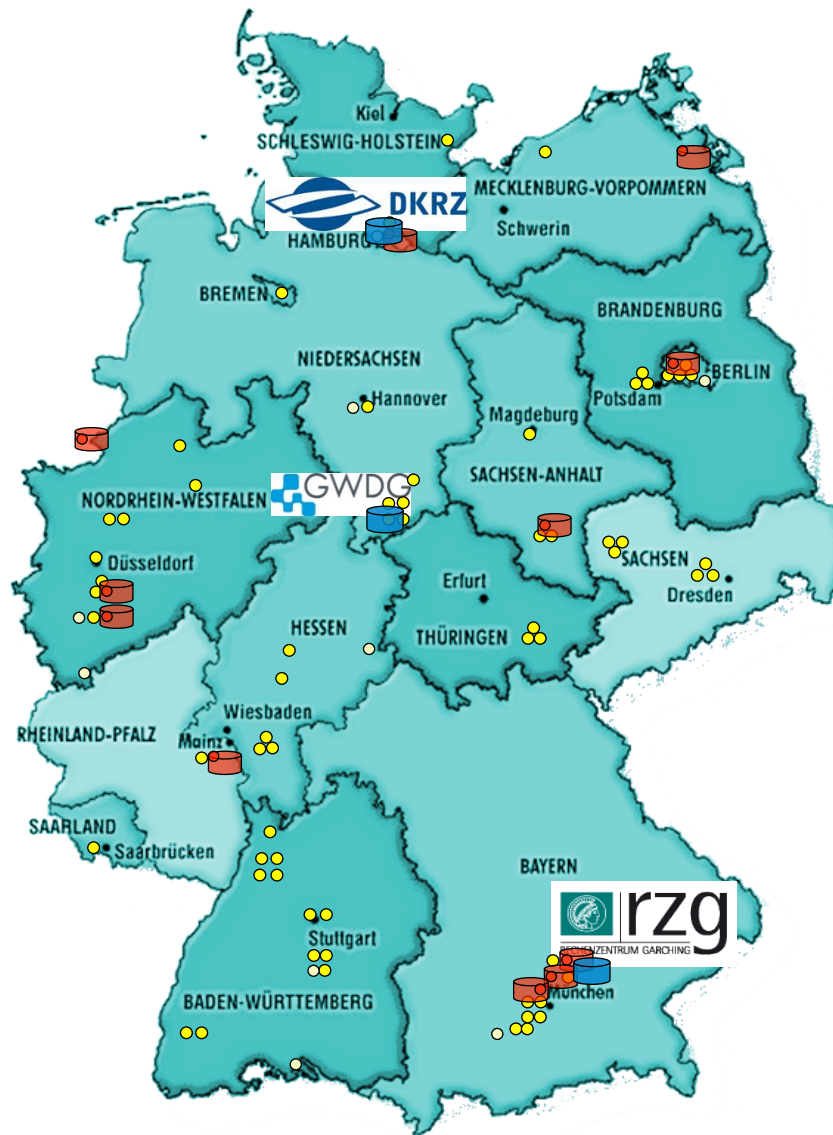 Kiel
SCHLESWIG-HOLSTEIN
MECKLENBURG-VORPOMMERN
DKRZ
Schwerin
HAMBURG
BREMEN
BRANDENBURG
NIEDERSACHSEN
BERLIN
Hannover
Potsdam
Magdeburg
SACHSEN-ANHALT
GWDG
NORDRHEIN-WESTFALEN
SACHSEN
Düsseldorf
Erfurt
Dresden
HESSEN
THÜRINGEN
Wiesbaden
RHEINLAND-PFALZ
Mainz
SAARLAND
Saarbrücken
BAYERN
rzg
RECHENZENTRUM GARCHING
Stuttgart
München
BADEN-WÜRTTEMBERG